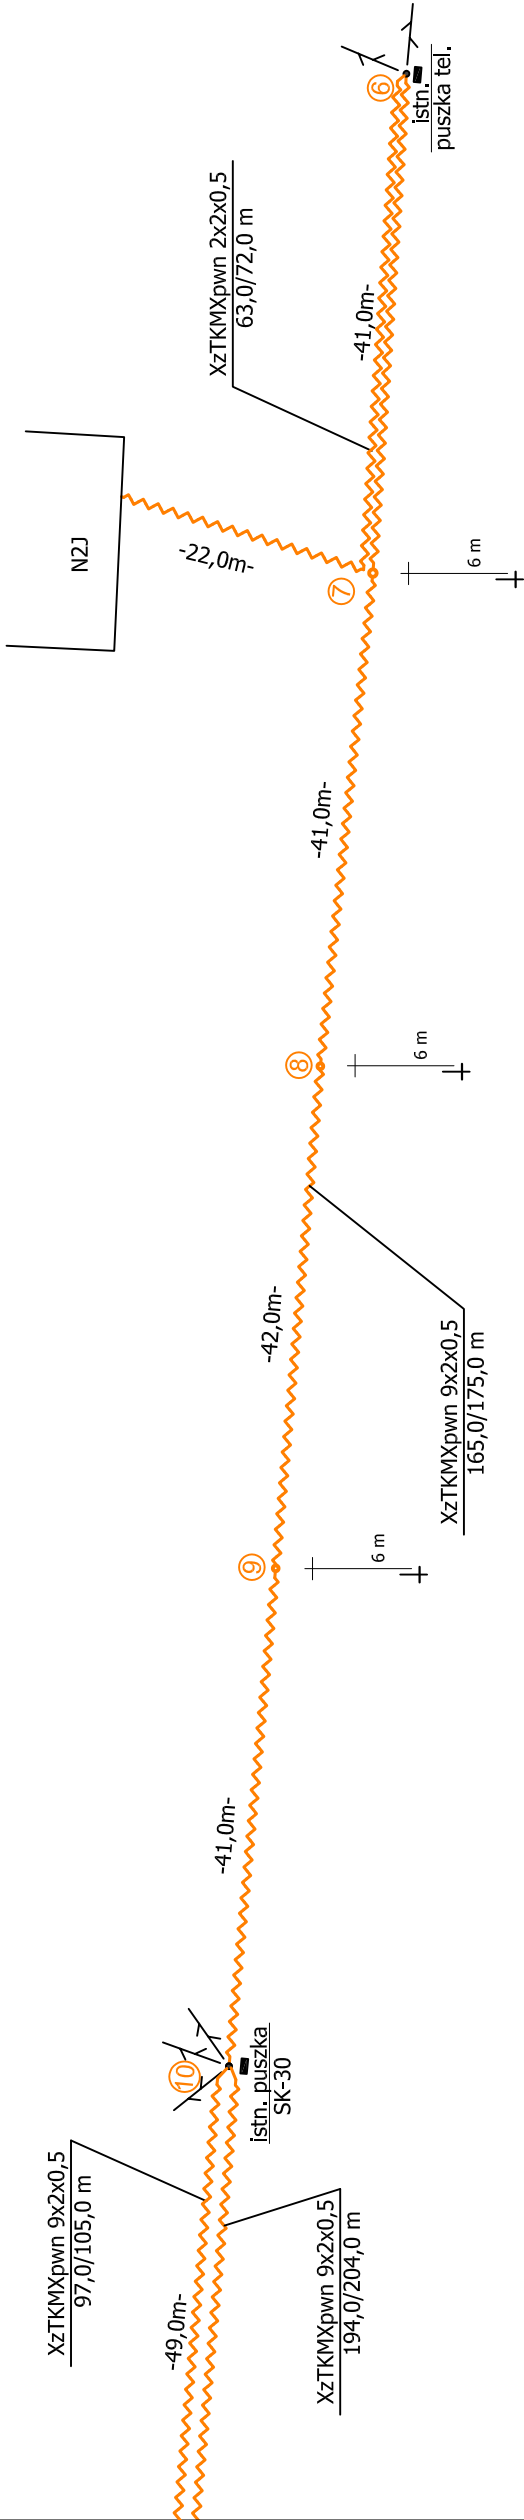 6
istn.
puszka tel.
XzTKMXpwn 2x2x0,5
63,0/72,0 m
-41,0m-
N2J
-22,0m-
7
6 m
-41,0m-
8
6 m
-42,0m-
XzTKMXpwn 9x2x0,5
165,0/175,0 m
9
6 m
-41,0m-
10
istn. puszka
SK-30
XzTKMXpwn 9x2x0,5
97,0/105,0 m
-49,0m-
XzTKMXpwn 9x2x0,5
194,0/204,0 m